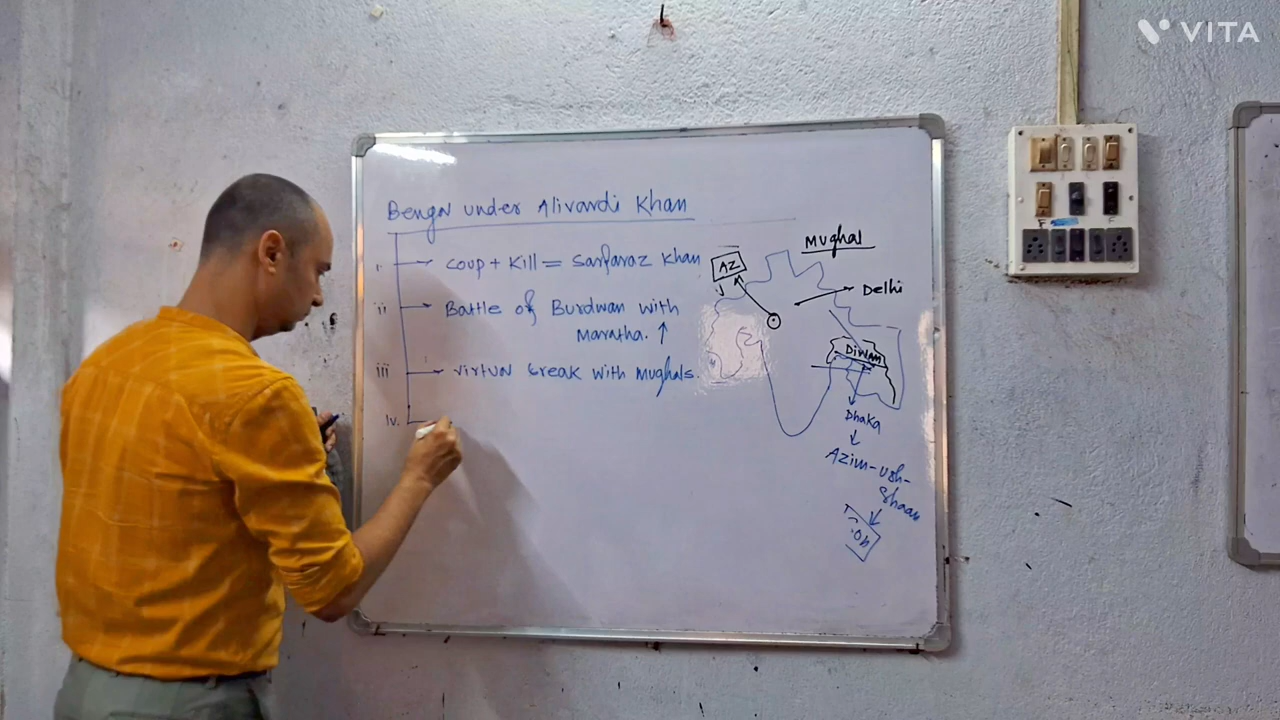 VITA
Bengal under Alivardi Khan
i. coup + Kill = Sarfaraz Khan
ii Battle of Burdwan with
Maratha. ↑
iii virtual break with Mughals.
iv.
Mughal
AZ
Delhi
Diwan
Dhaka
↓
Azim-ush-
Shaan
F F